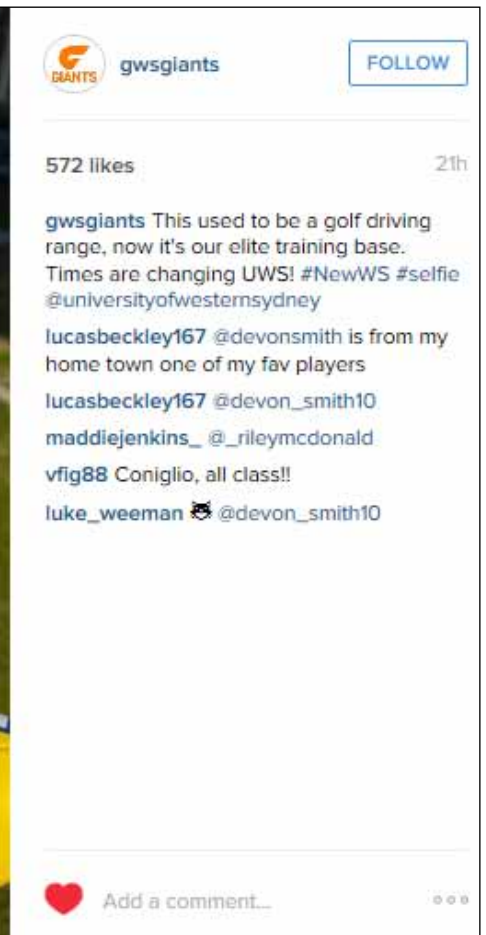 GIANTS
gwsgiants
FOLLOW
572 likes
21h
gwsgiants This used to be a golf driving
range, now it's our elite training base.
Times are changing UWS! #NewWS #selfie
@universityofwesternsydney
lucasbeckley167 @devonsmith is from my
home town one of my fav players
lucasbeckley167 @devon_smith10
maddiejenkins_ @_rileymcdonald
vfig88 Coniglio, all class!!
luke_weeman 😈 @devon_smith10
Add a comment...